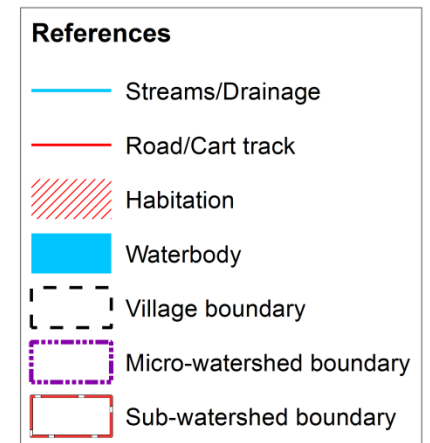 References
Streams/Drainage
Road/Cart track
Habitation
Waterbody
Village boundary
Micro-watershed boundary
Sub-watershed boundary